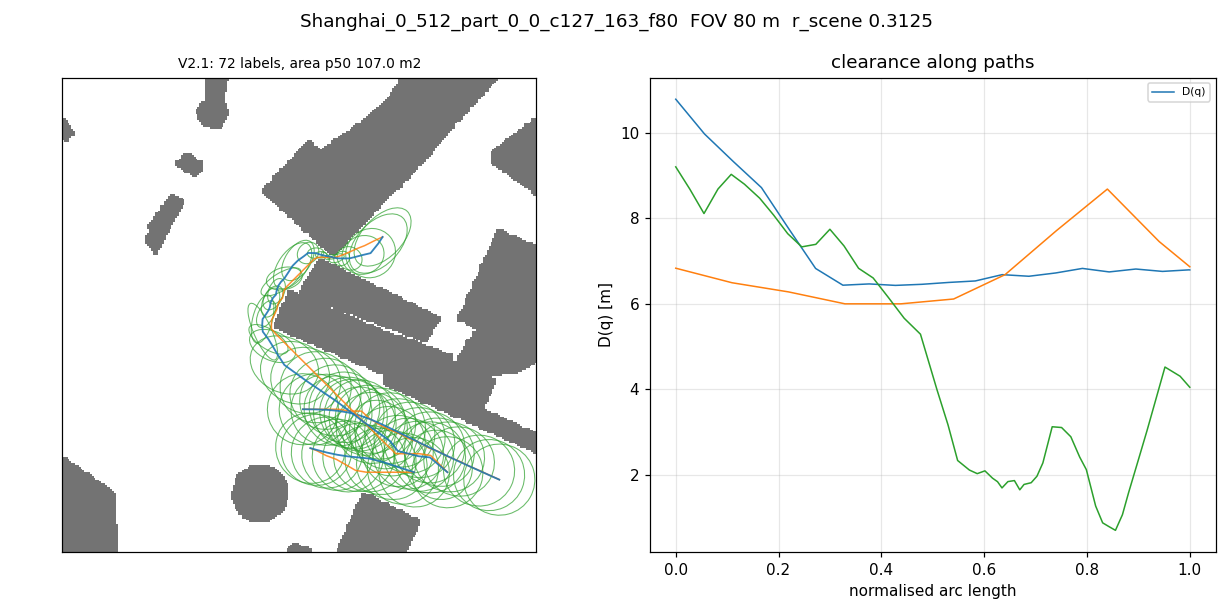 Shanghai_0_512_part_0_0_c127_163_f80  FOV 80 m  r_scene 0.3125
V2.1: 72 labels, area p50 107.0 m2
clearance along paths
D(q)
10
8
6
4
2
D(q) [m]
0.0 0.2 0.4 0.6 0.8 1.0
normalised arc length